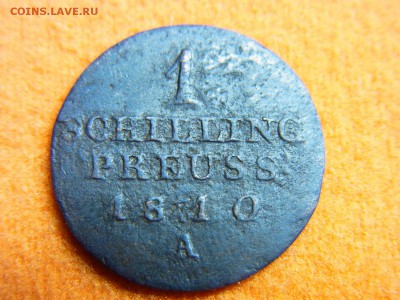 COINS.LAVE.RU
1
SCHILLING
PREUSS.
1810
A